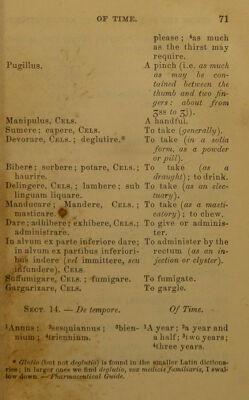 OF TIME. 71
please; ⁴as much
as the thirst may
require.
Pugillus. A pinch (i.e. as much
as may be con-
tained between the
thumb and two fin-
gers: about from
ʒss to ʒj).
Manipulus, CELS. A handful.
Sumere; capere, CELS. To take (generally).
Devorare, CELS.; deglutire.* To take (in a solid
form, as a powder
or pill).
Bibere; sorbere; potare, CELS.; To take (as a
haurire. draught); to drink.
Delingere, CELS.; lambere; sub To take (as an elec-
linguam liquare. tuary).
Manducare; Mandere, CELS.; To take (as a masti-
masticare. catory); to chew.
Dare; adhibere; exhibere, CELS.; To give or adminis-
administrare. ter.
In alvum ex parte inferiore dare; To administer by the
in alvum ex partibus inferiori- rectum (as an in-
bus indere (vel immittere, seu jection or clyster).
infundere), CELS.
Suffumigare, CELS.; fumigare. To fumigate.
Gargarizare, CELS. To gargle.
SECT. 14. — De tempore. Of Time.
¹Annus; ²sesquiannus; ³bien- ¹A year; ²a year and
nium; ⁴triennium. a half; ³two years;
⁴three years.
* Glutio (but not deglutio) is found in the smaller Latin dictiona-
ries; in larger ones we find deglutio, vox medicis familiaris, I swal-
low down.—Pharmaceutical Guide.